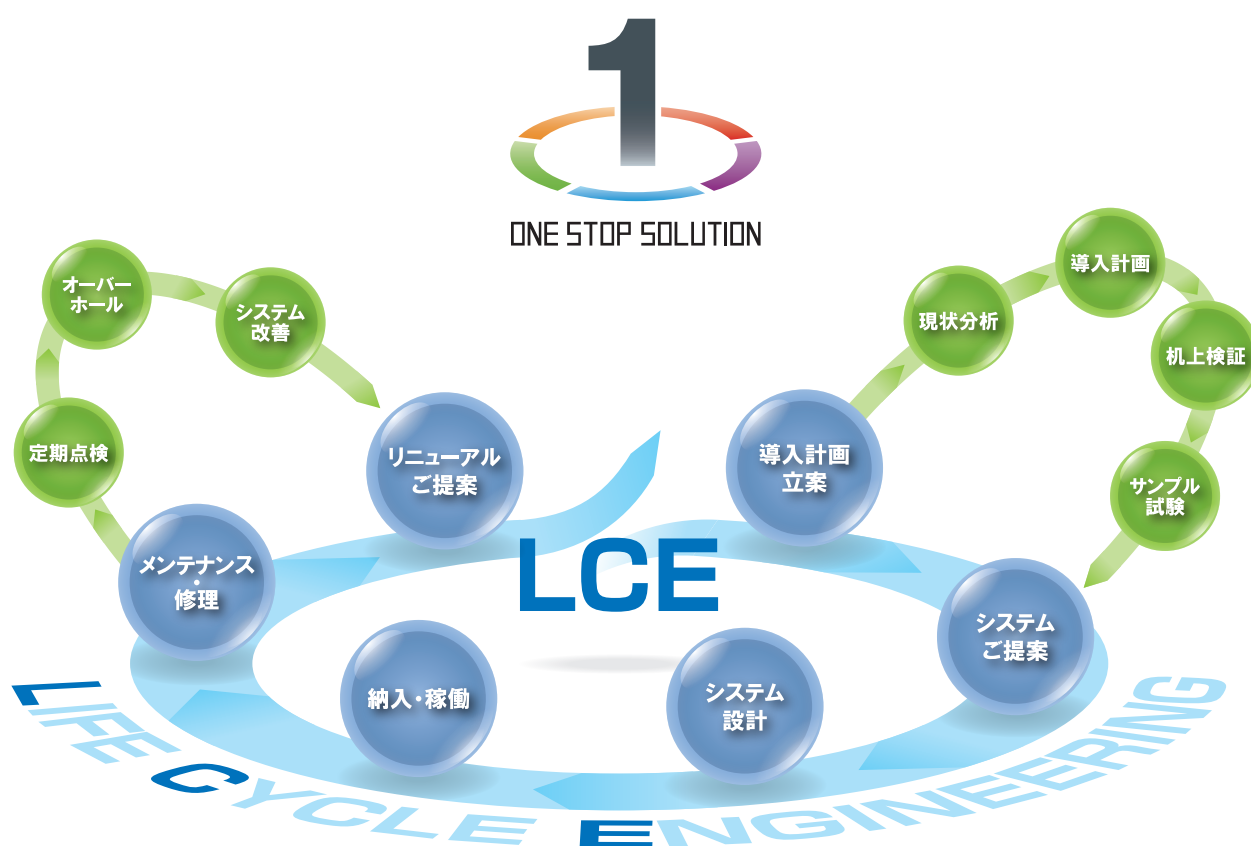 1
ONE STOP SOLUTION
オーバー
ホール
システム
改善
定期点検
メンテナンス
・
修理
リニューアル
ご提案
導入計画
立案
現状分析
導入計画
机上検証
サンプル
試験
システム
ご提案
システム
設計
納入・稼働
LCE
LIFE CYCLE ENGINEERING